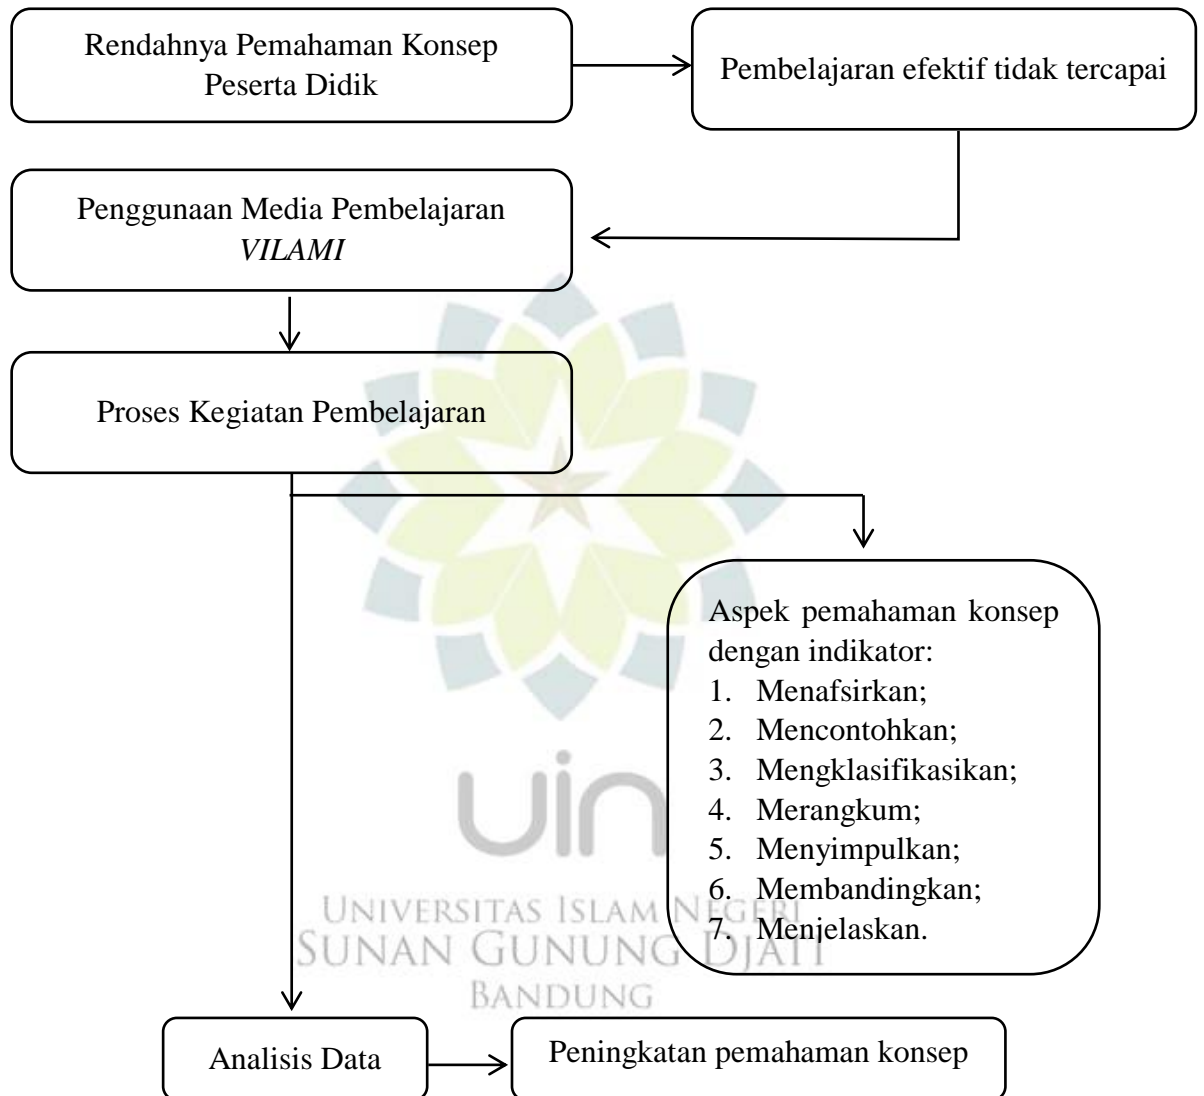 Rendahnya Pemahaman Konsep
Peserta Didik
Pembelajaran efektif tidak tercapai
Penggunaan Media Pembelajaran
VILAMI
Proses Kegiatan Pembelajaran
Aspek pemahaman konsep
dengan indikator:
1. Menafsirkan;
2. Mencontohkan;
3. Mengklasifikasikan;
4. Merangkum;
5. Menyimpulkan;
6. Membandingkan;
7. Menjelaskan.
uin
UNIVERSITAS ISLAM NEGERI
SUNAN GUNUNG DJATI
BANDUNG
Analisis Data
Peningkatan pemahaman konsep